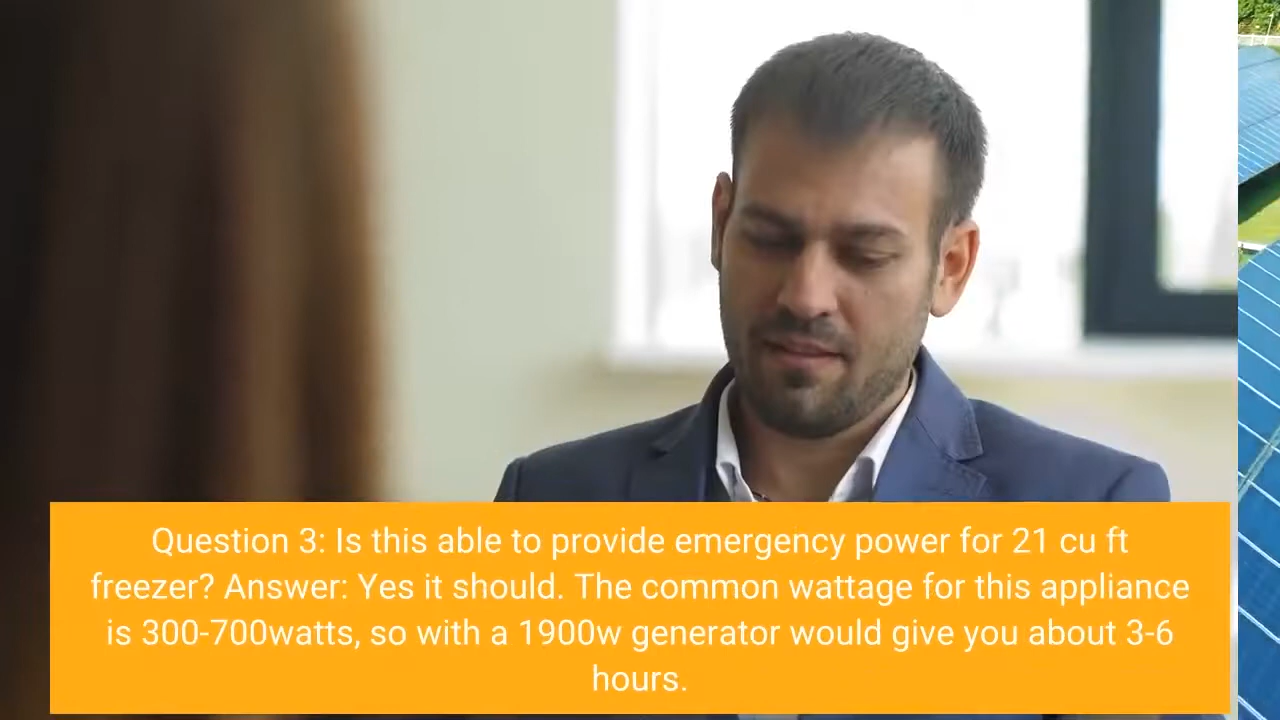 Question 3: Is this able to provide emergency power for 21 cu ft
freezer? Answer: Yes it should. The common wattage for this appliance
is 300-700watts, so with a 1900w generator would give you about 3-6
hours.